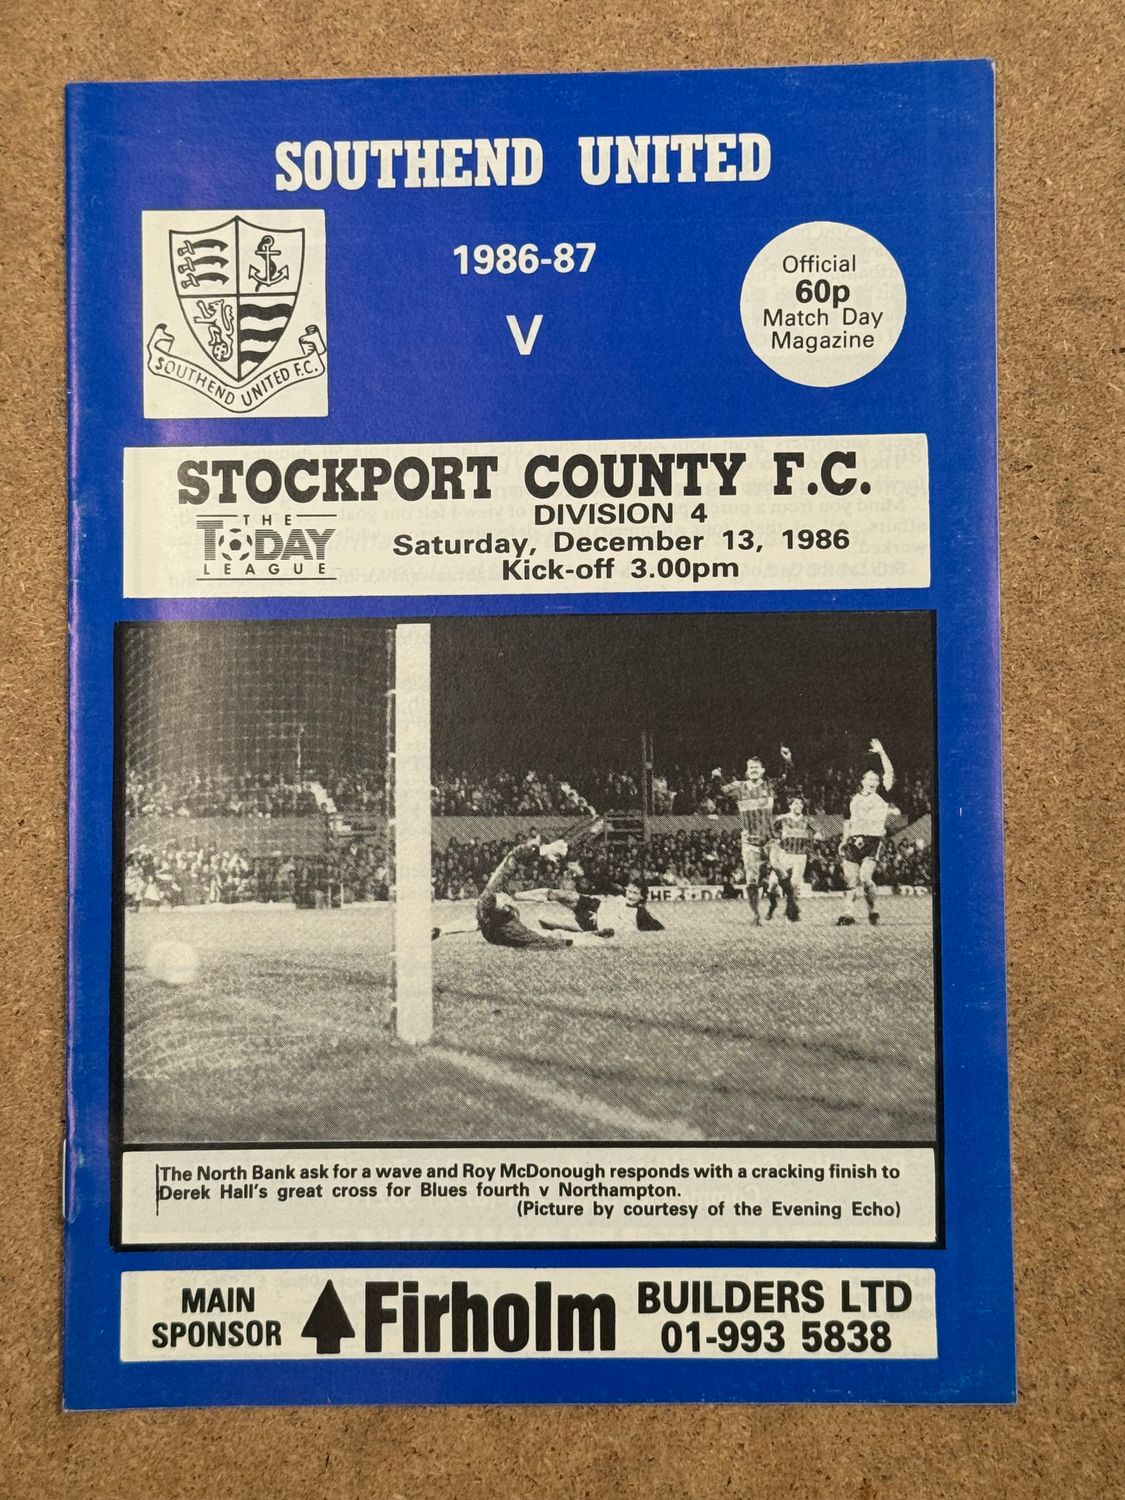 SOUTHEND UNITED
SOUTHEND UNITED F.C.
1986-87
V
Official
60p
Match Day
Magazine
STOCKPORT COUNTY F.C.
THE
TODAY
LEAGUE
DIVISION 4
Saturday, December 13, 1986
Kick-off 3.00pm
The North Bank ask for a wave and Roy McDonough responds with a cracking finish to
Derek Hall's great cross for Blues fourth v Northampton.
(Picture by courtesy of the Evening Echo)
MAIN
SPONSOR
Firholm
BUILDERS LTD
01-993 5838